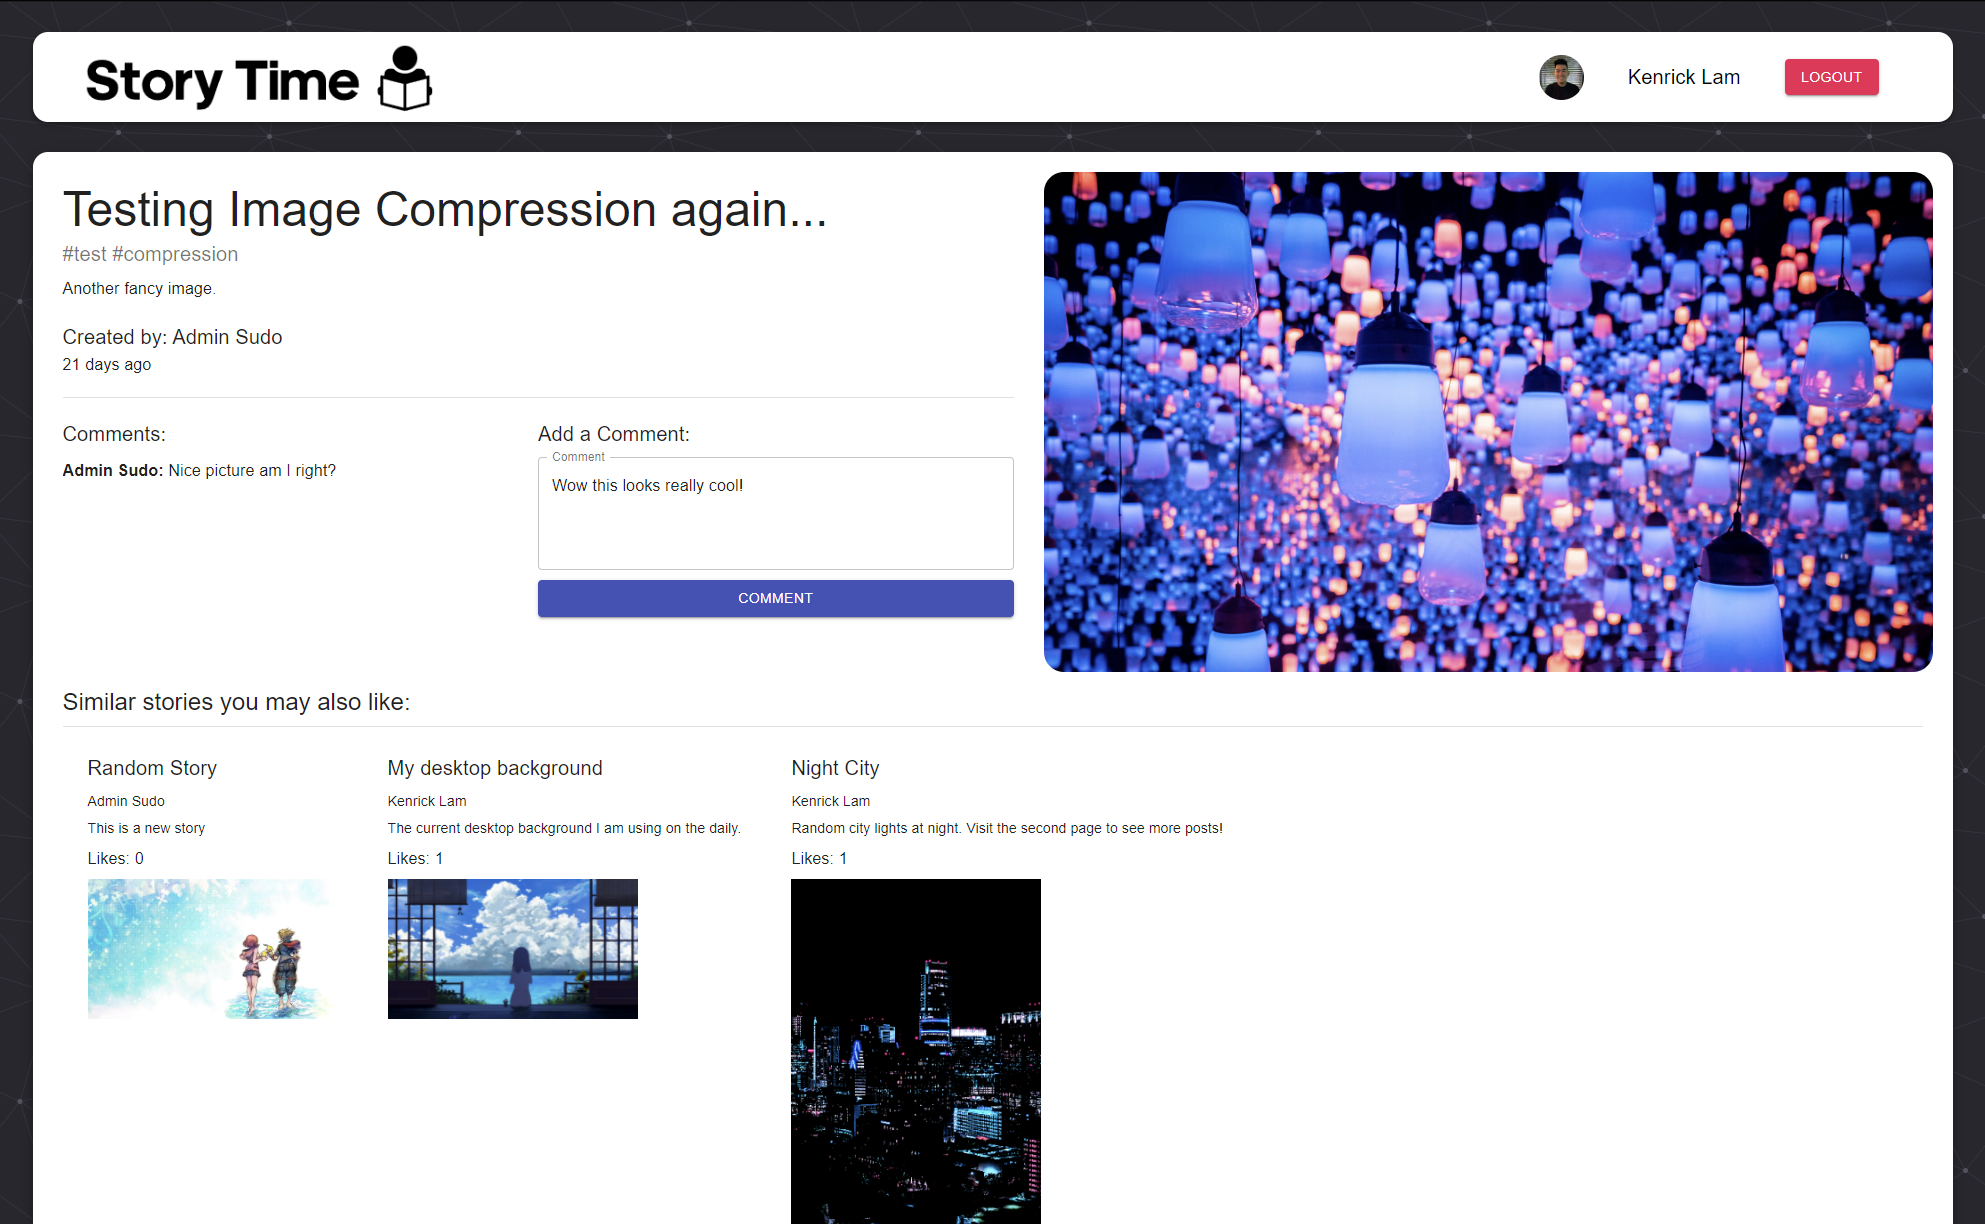 Story Time
Kenrick Lam
LOGOUT
Testing Image Compression again...
#test #compression
Another fancy image.
Created by: Admin Sudo
21 days ago
Comments:
Admin Sudo: Nice picture am I right?
Add a Comment:
Comment
Wow this looks really cool!
COMMENT
Similar stories you may also like:
Random Story
Admin Sudo
This is a new story
Likes: 0
My desktop background
Kenrick Lam
The current desktop background I am using on the daily.
Likes: 1
Night City
Kenrick Lam
Random city lights at night. Visit the second page to see more posts!
Likes: 1